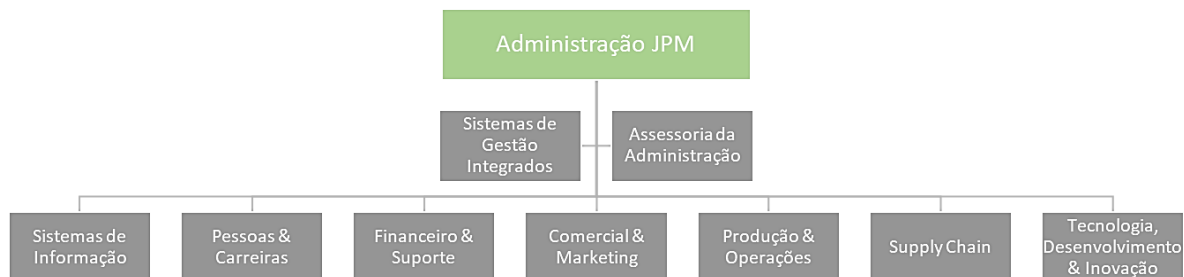 Administração JPM
Sistemas de
Gestão
Integrados
Assessoria da
Administração
Sistemas de
Informação
Pessoas &
Carreiras
Financeiro &
Suporte
Comercial &
Marketing
Produção &
Operações
Supply Chain
Tecnologia,
Desenvolvimento
& Inovação